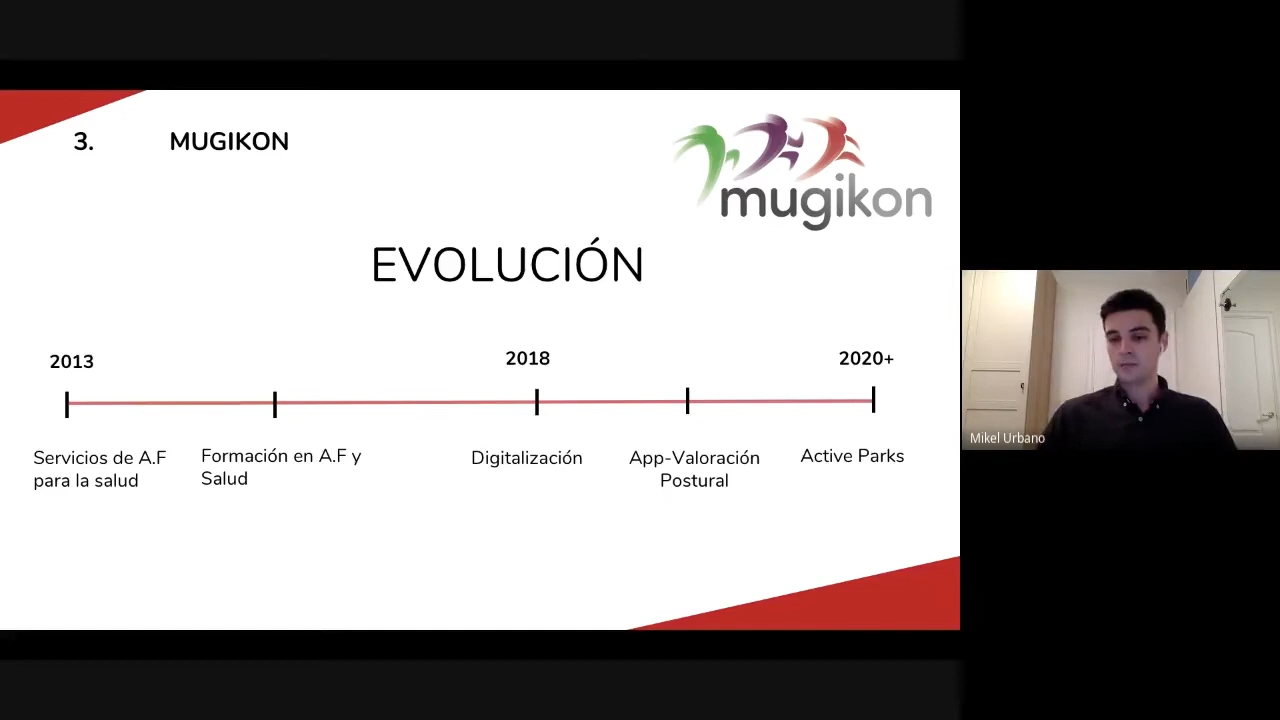 3. MUGIKON
mugikon
EVOLUCIÓN
2013
2018
2020+
Servicios de A.F
para la salud
Formación en A.F y
Salud
Digitalización
App-Valoración
Postural
Active Parks
Mikel Urbano